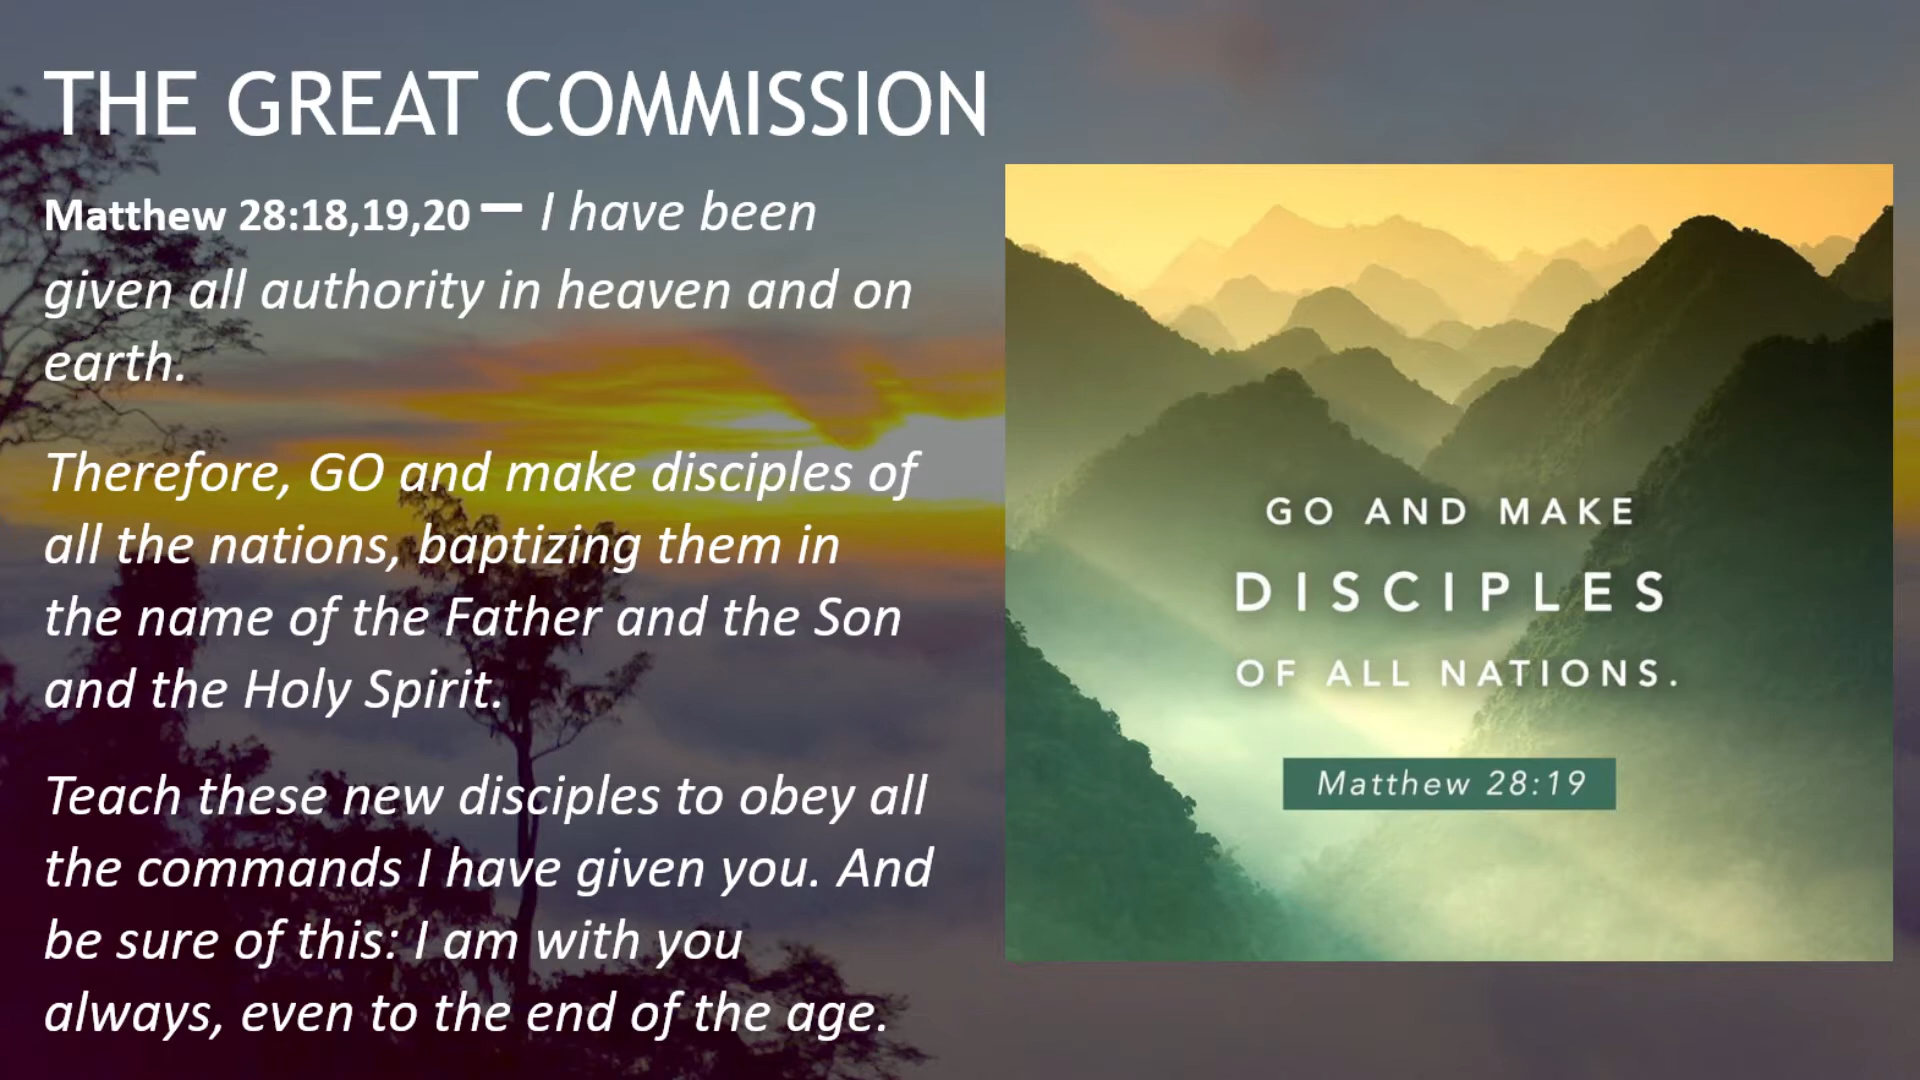 THE GREAT COMMISSION
Matthew 28:18,19,20 – I have been
given all authority in heaven and on
earth.
Therefore, GO and make disciples of
all the nations, baptizing them in
the name of the Father and the Son
and the Holy Spirit.
Teach these new disciples to obey all
the commands I have given you. And
be sure of this: I am with you
always, even to the end of the age.
GO AND MAKE
DISCIPLES
OF ALL NATIONS.
Matthew 28:19